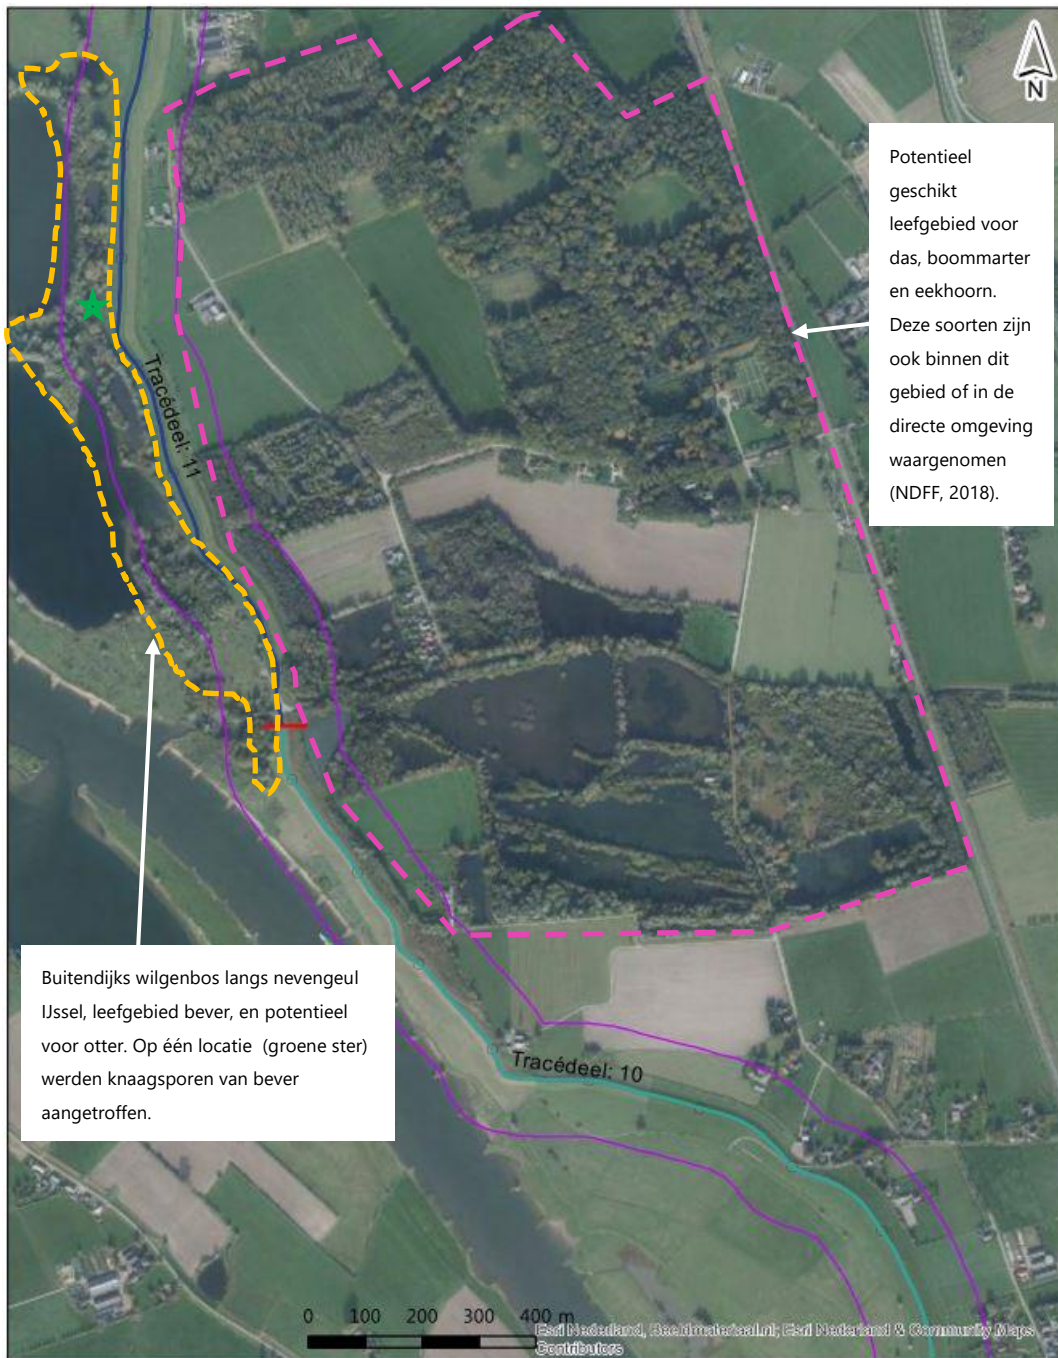 N
Potentieel
geschikt
leefgebied voor
das, boommarter
en eekhoorn.
Deze soorten zijn
ook binnen dit
gebied of in de
directe omgeving
waargenomen
(NDFF, 2018).
Tracédeel: 11
Buitendijks wilgenbos langs nevengeul
IJssel, leefgebied bever, en potentieel
voor otter. Op één locatie (groene ster)
werden knaagsporen van bever
aangetroffen.
Tracédeel: 10
0 100 200 300 400 m
Esri Nederland, Beeldmateriaal.nl; Esri Nederland & Community Maps
Contributors